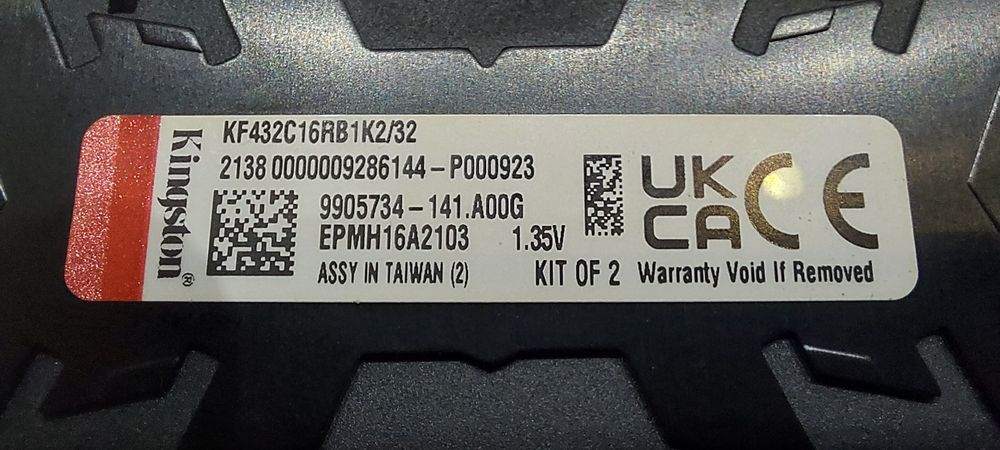 Kingston®
KF432C16RB1K2/32
2138 0000009286144-P000923
9905734-141.A00G
EPMH16A2103 1.35V
ASSY IN TAIWAN (2) KIT OF 2 Warranty Void If Removed
UK
CA CE